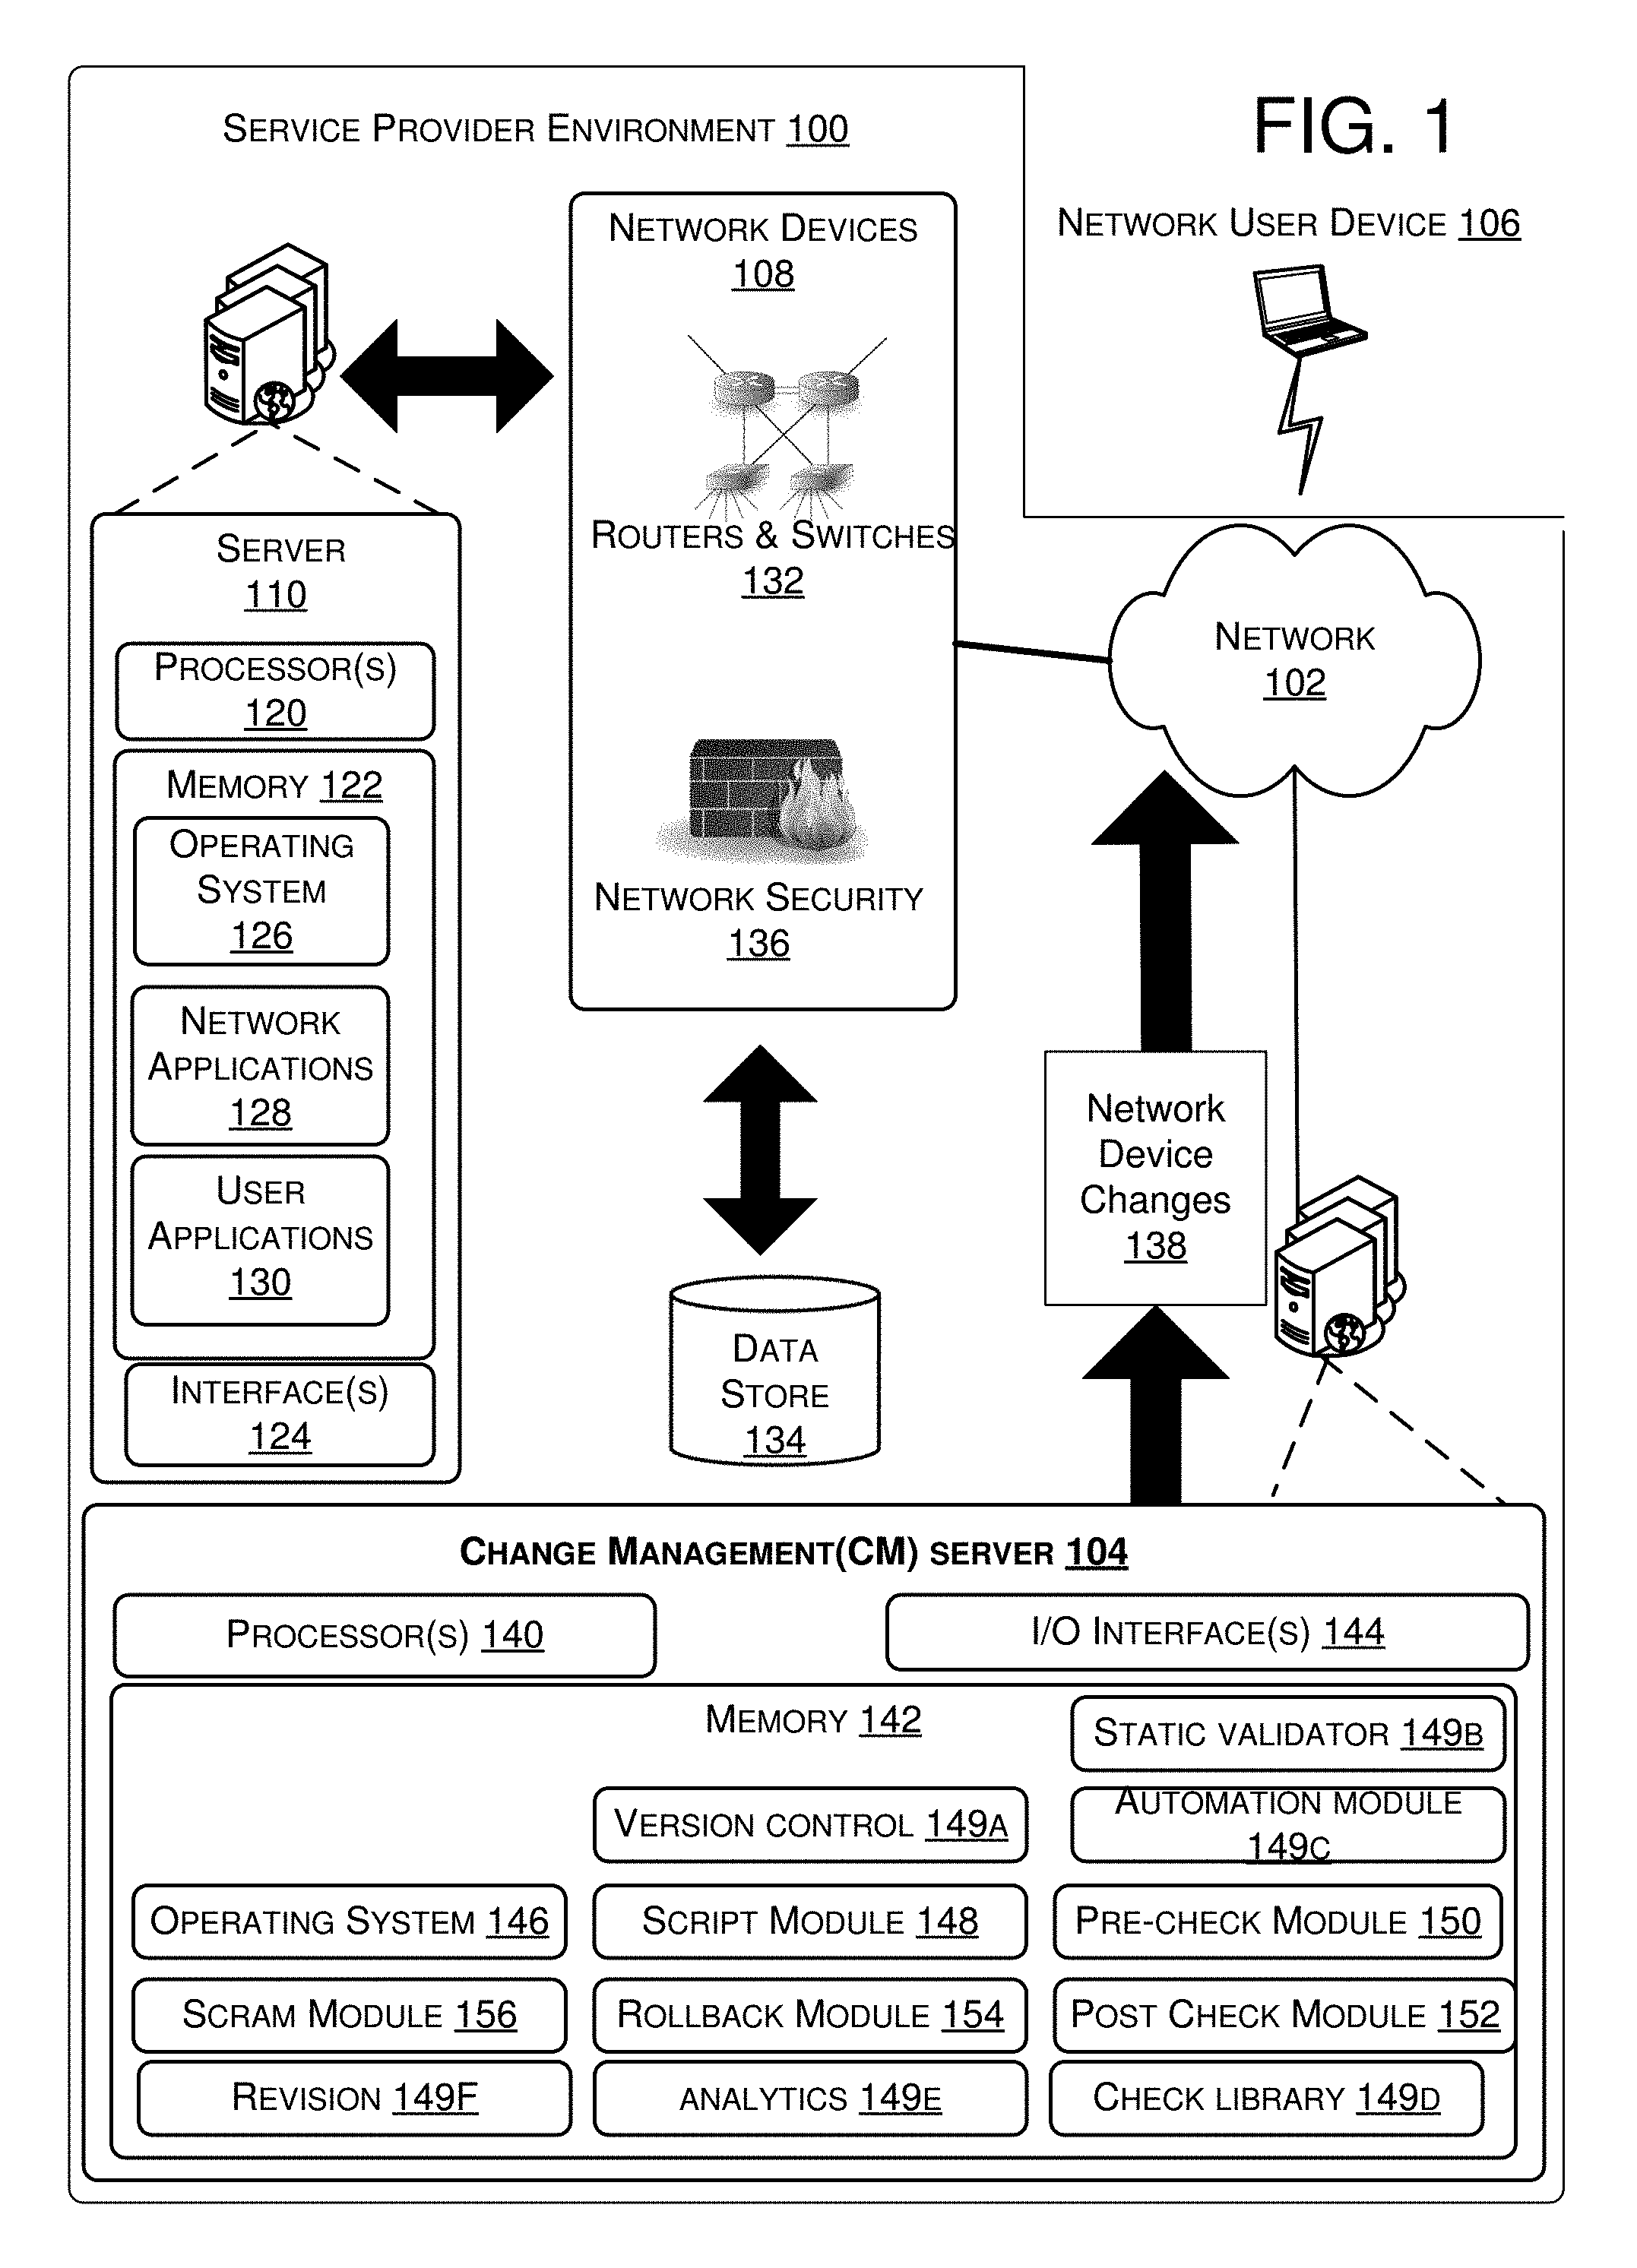 SERVICE PROVIDER ENVIRONMENT 100
FIG. 1
NETWORK USER DEVICE 106
NETWORK DEVICES
108
ROUTERS & SWITCHES
132
NETWORK SECURITY
136
SERVER
110
PROCESSOR(S)
120
MEMORY 122
OPERATING
SYSTEM
126
NETWORK
APPLICATIONS
128
USER
APPLICATIONS
130
INTERFACE(S)
124
NETWORK
102
Network
Device
Changes
138
DATA
STORE
134
CHANGE MANAGEMENT(CM) SERVER 104
PROCESSOR(S) 140
I/O INTERFACE(S) 144
MEMORY 142
STATIC VALIDATOR 149B
VERSION CONTROL 149A
AUTOMATION MODULE
149C
OPERATING SYSTEM 146
SCRIPT MODULE 148
PRE-CHECK MODULE 150
SCRAM MODULE 156
ROLLBACK MODULE 154
POST CHECK MODULE 152
REVISION 149F
ANALYTICS 149E
CHECK LIBRARY 149D